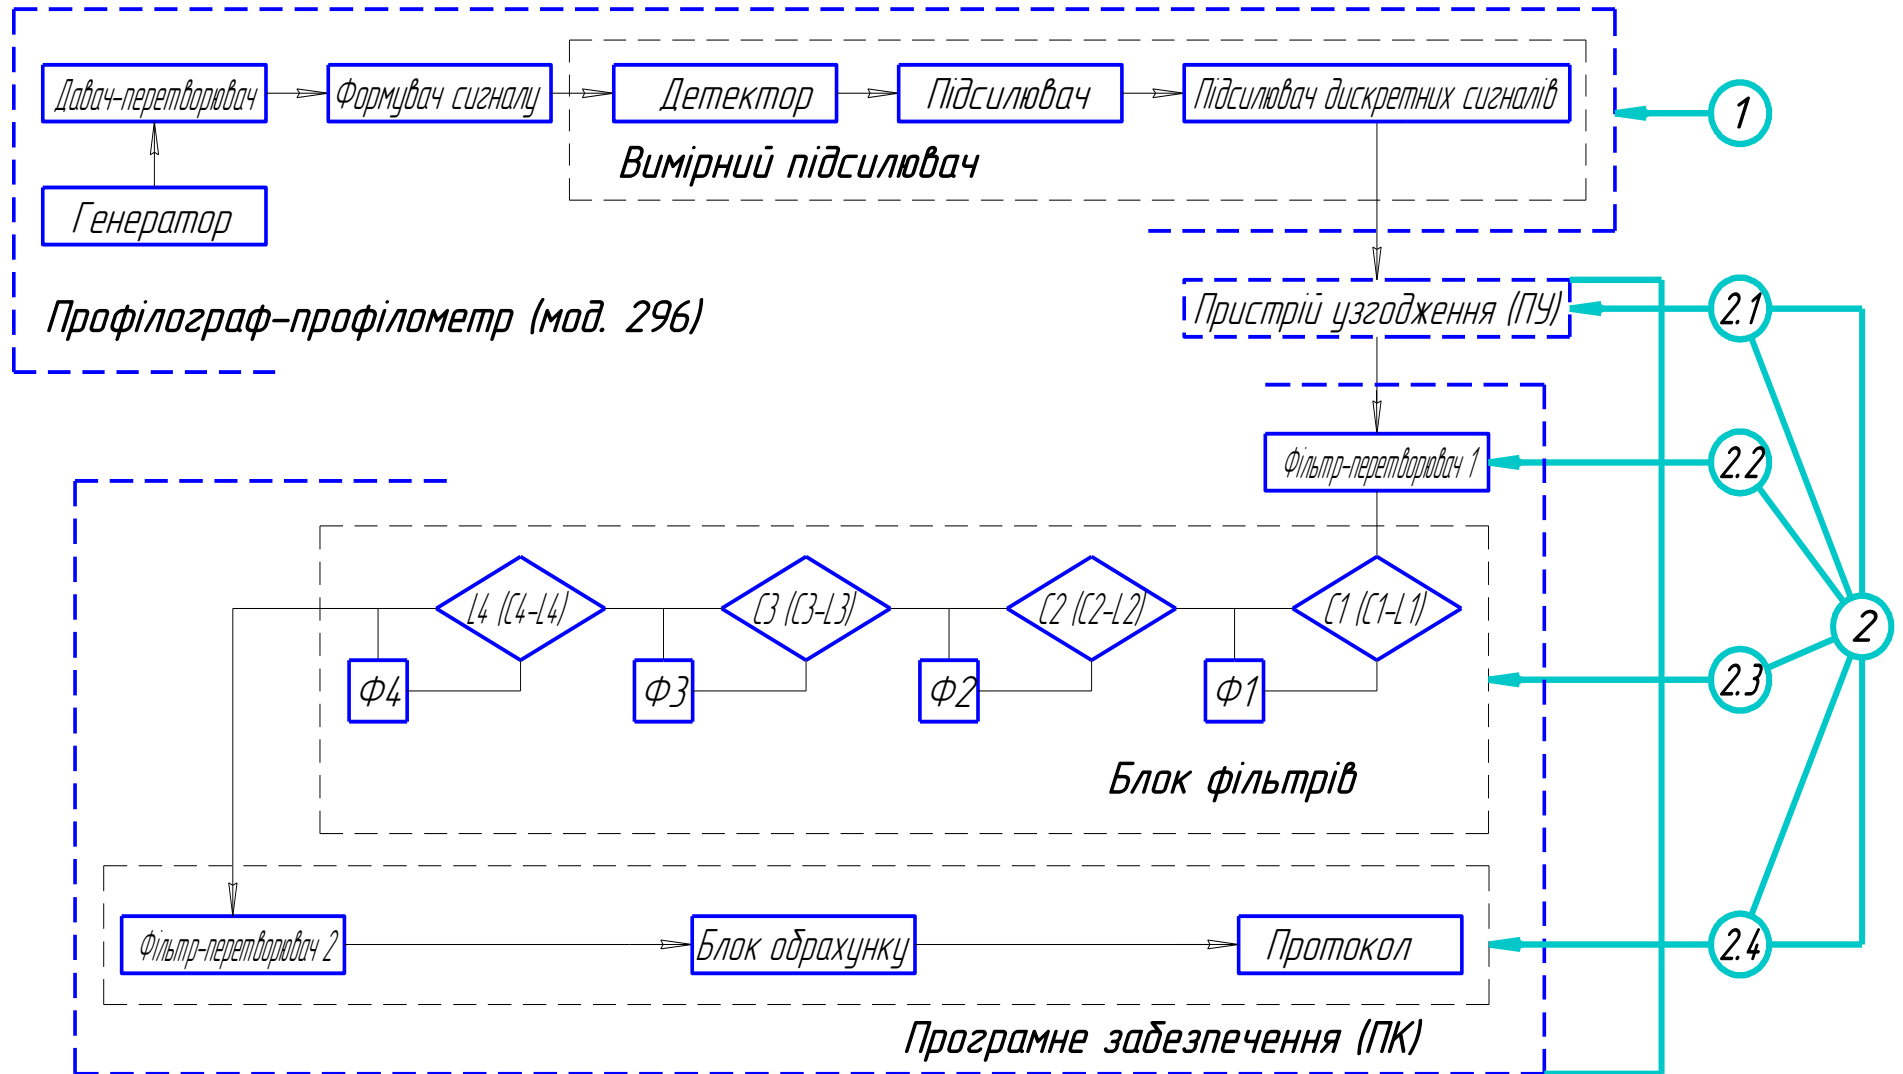 Давач-перетворювач
Формувач сигналу
Детектор
Підсилювач
Підсилювач дискретних сигналів
1
Вимірний підсилювач
Генератор
Профілограф-профілометр (мод. 296)
Пристрій узгодження (ПУ)
2.1
Фільтр-перетворювач 1
2.2
L4 (C4-L4)
C3 (C3-L3)
C2 (C2-L2)
C1 (C1-L1)
2
Ф4
Ф3
Ф2
Ф1
2.3
Блок фільтрів
Фільтр-перетворювач 2
Блок обрахунку
Протокол
2.4
Програмне забезпечення (ПК)